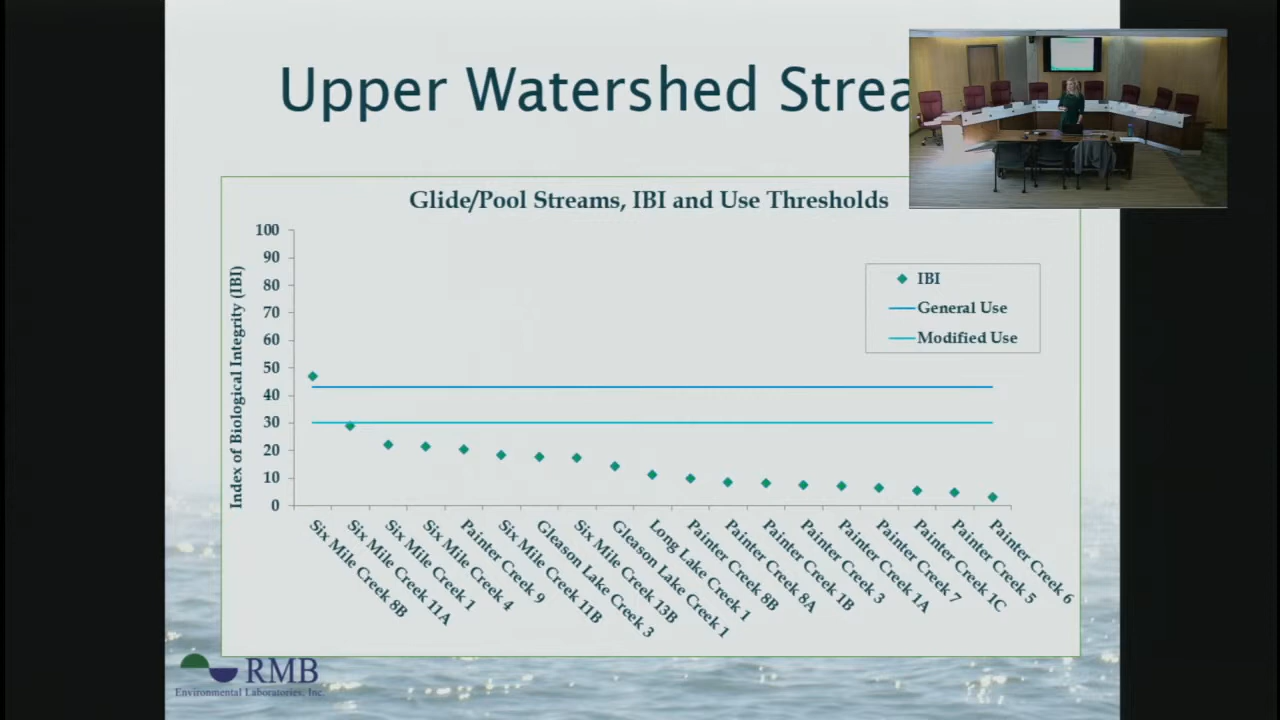 Upper Watershed
Glide/Pool Streams, IBI and Use Thresholds
Index of Biological Integrity (IBI)
100
90
80
70
60
50
40
30
20
10
0
IBI
General Use
Modified Use
Six Mile Creek 8B
Six Mile Creek 11A
Six Mile Creek 1
Six Mile Creek 4
Painter Creek 9
Six Mile Creek 11B
Gleason Lake Creek 3
Six Mile Creek 13B
Gleason Lake Creek 1
Long Lake Creek 1
Painter Creek 8B
Painter Creek 8A
Painter Creek 1B
Painter Creek 3
Painter Creek 1A
Painter Creek 7
Painter Creek 1C
Painter Creek 5
Painter Creek 6
RMB
Environmental Laboratories, Inc.